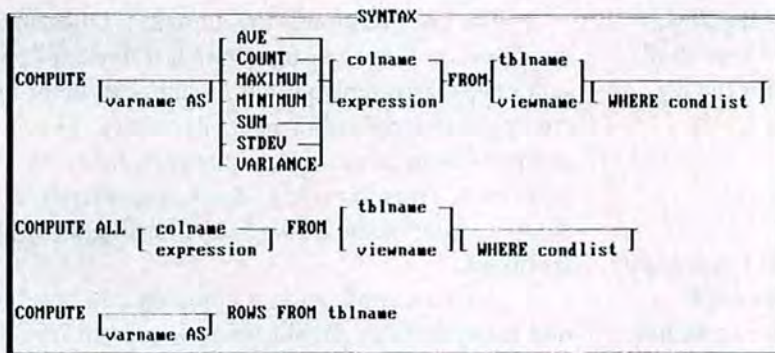 SYNTAX
AVE
COUNT
COMPUTE varname AS MAXIMUM colname FROM tblname
MINIMUM expression viewname WHERE condlist
SUM
STDEV
VARIANCE
COMPUTE ALL colname FROM tblname
expression viewname WHERE condlist
COMPUTE varname AS ROWS FROM tblname